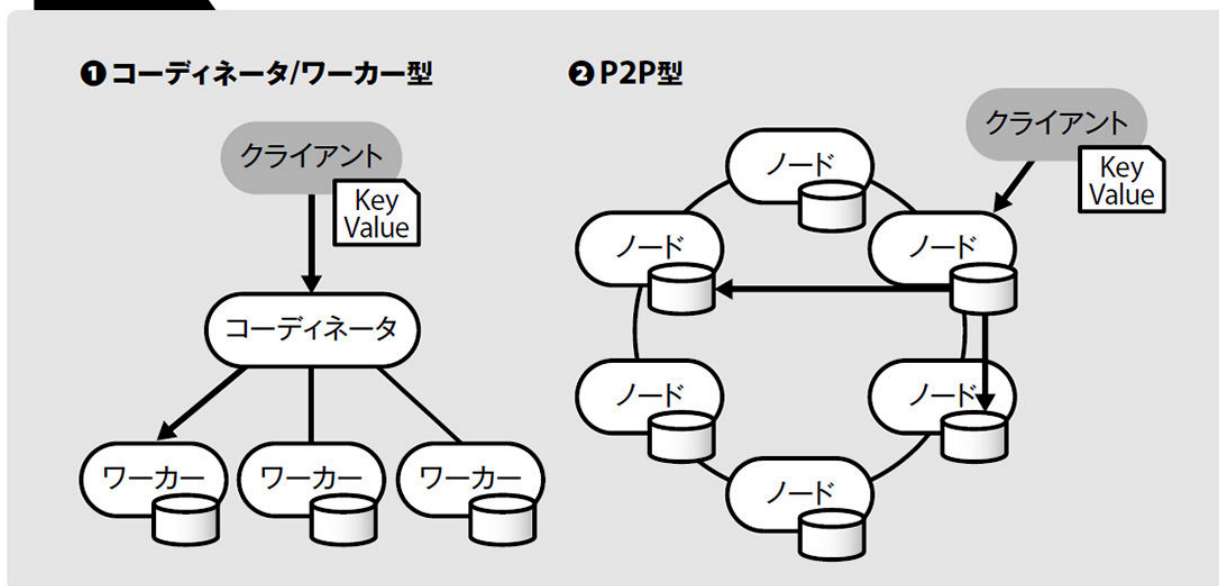 ❶コーディネータ/ワーカー型
クライアント
Key
Value
コーディネータ
ワーカー
ワーカー
ワーカー
❷P2P型
クライアント
Key
Value
ノード
ノード
ノード
ノード
ノード
ノード